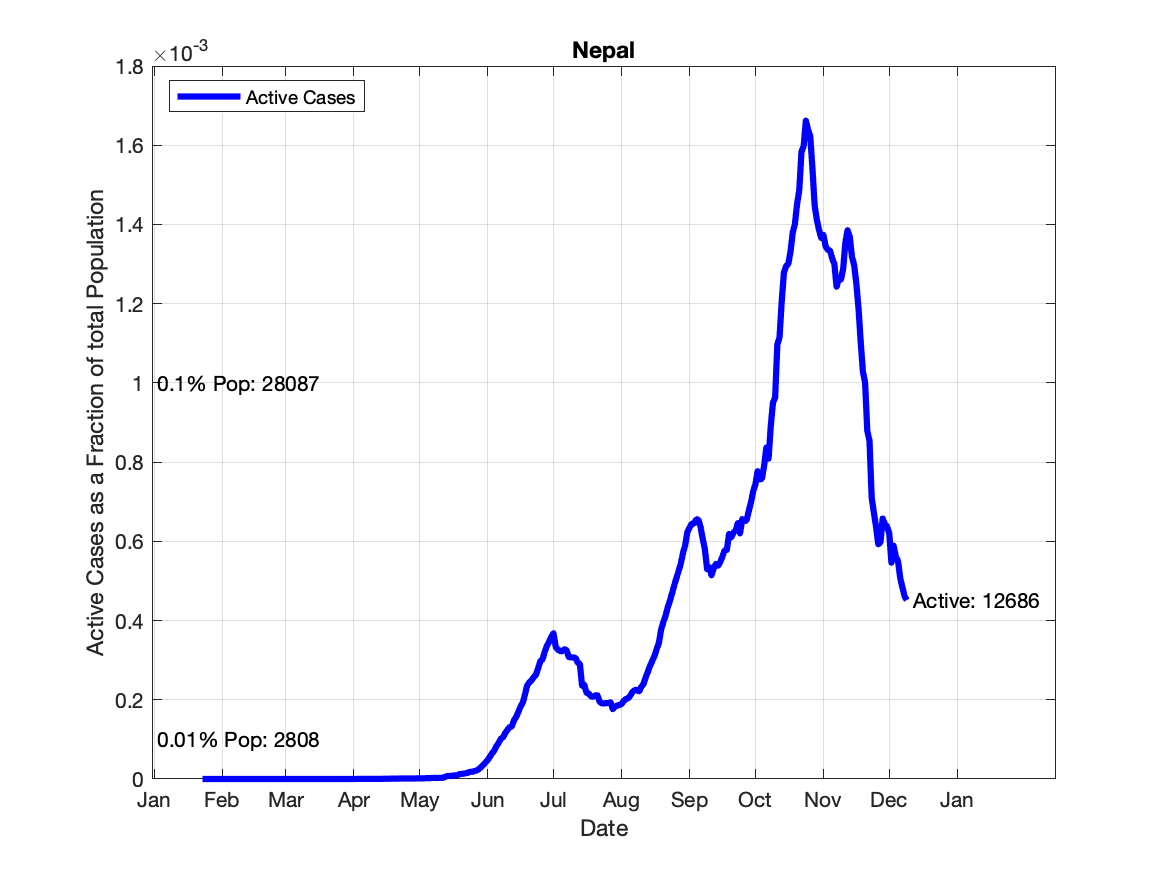 Nepal
×10-3
1.8
1.6
1.4
1.2
1
0.8
0.6
0.4
0.2
0
Active Cases as a Fraction of total Population
Active Cases
0.1% Pop: 28087
0.01% Pop: 2808
Active: 12686
Jan Feb Mar Apr May Jun Jul Aug Sep Oct Nov Dec Jan
Date